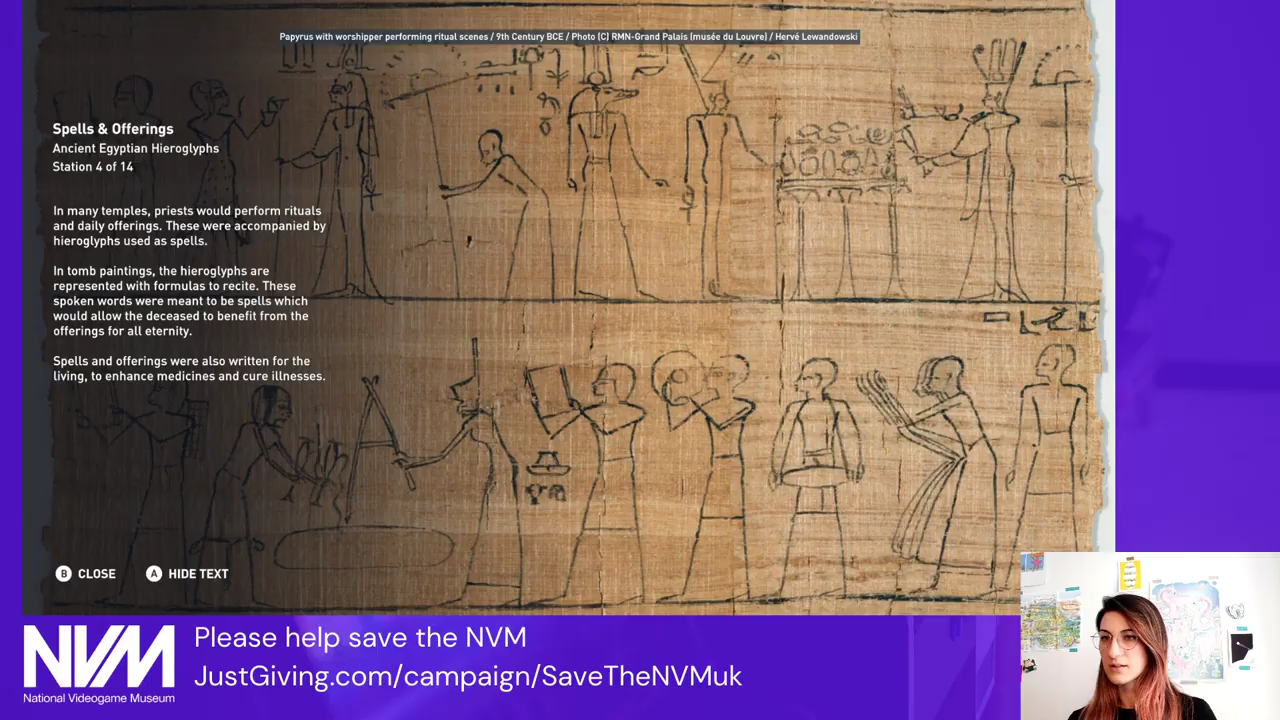 Papyrus with worshipper performing ritual scenes / 9th Century BCE / Photo (C) RMN-Grand Palais (musée du Louvre) / Hervé Lewandowski
Spells & Offerings
Ancient Egyptian Hieroglyphs
Station 4 of 14
In many temples, priests would perform rituals
and daily offerings. These were accompanied by
hieroglyphs used as spells.
In tomb paintings, the hieroglyphs are
represented with formulas to recite. These
spoken words were meant to be spells which
would allow the deceased to benefit from the
offerings for all eternity.
Spells and offerings were also written for the
living, to enhance medicines and cure illnesses.
B CLOSE A HIDE TEXT
NVM
National Videogame Museum
Please help save the NVM
JustGiving.com/campaign/SaveTheNVMuk